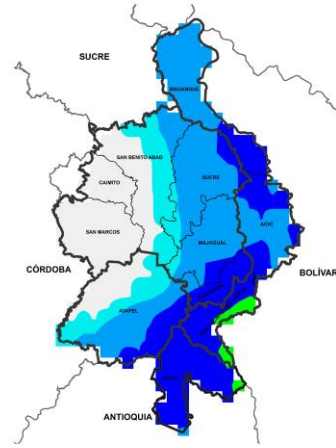 SUCRE
MAGANGUE
SAN BENITO ABAD
CAIMITO
SUCRE
SAN MARCOS
ACHI
MAJAGUAL
CÓRDOBA
BOLÍVAR
AYAPEL
ANTIOQUIA